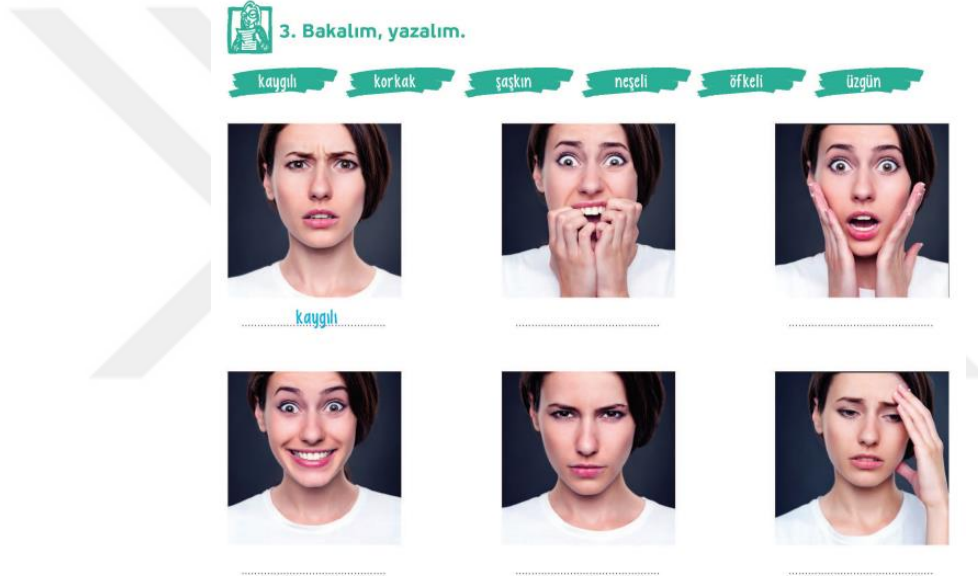 3. Bakalım, yazalım.
kaygılı korkak şaşkın neşeli öfkeli üzgün
kaygılı